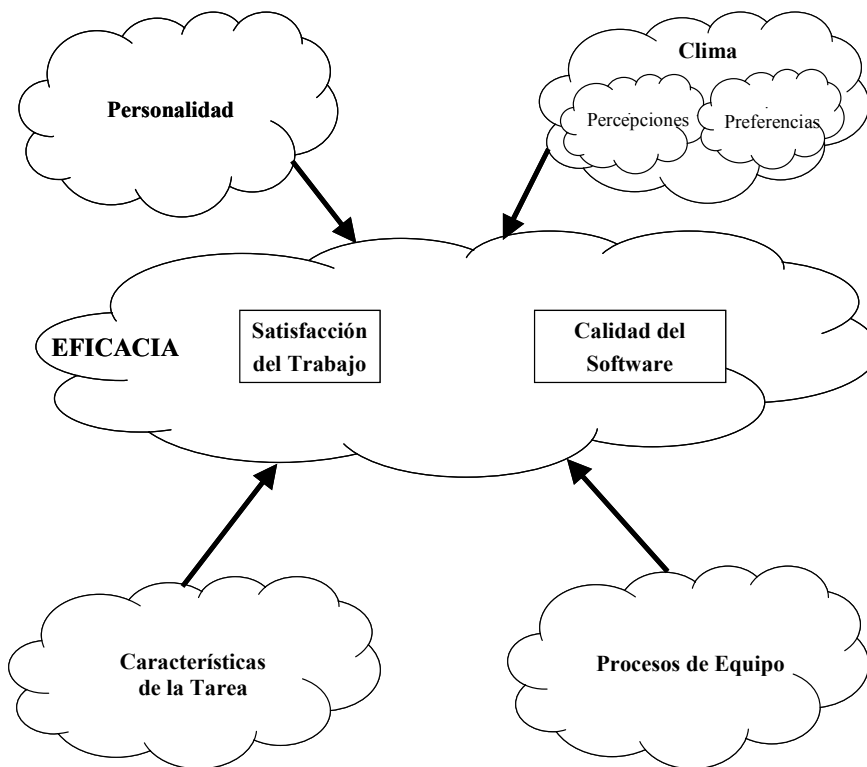 Clima
Personalidad
Percepciones
Preferencias
EFICACIA
Satisfacción
del Trabajo
Calidad del
Software
Características
de la Tarea
Procesos de Equipo